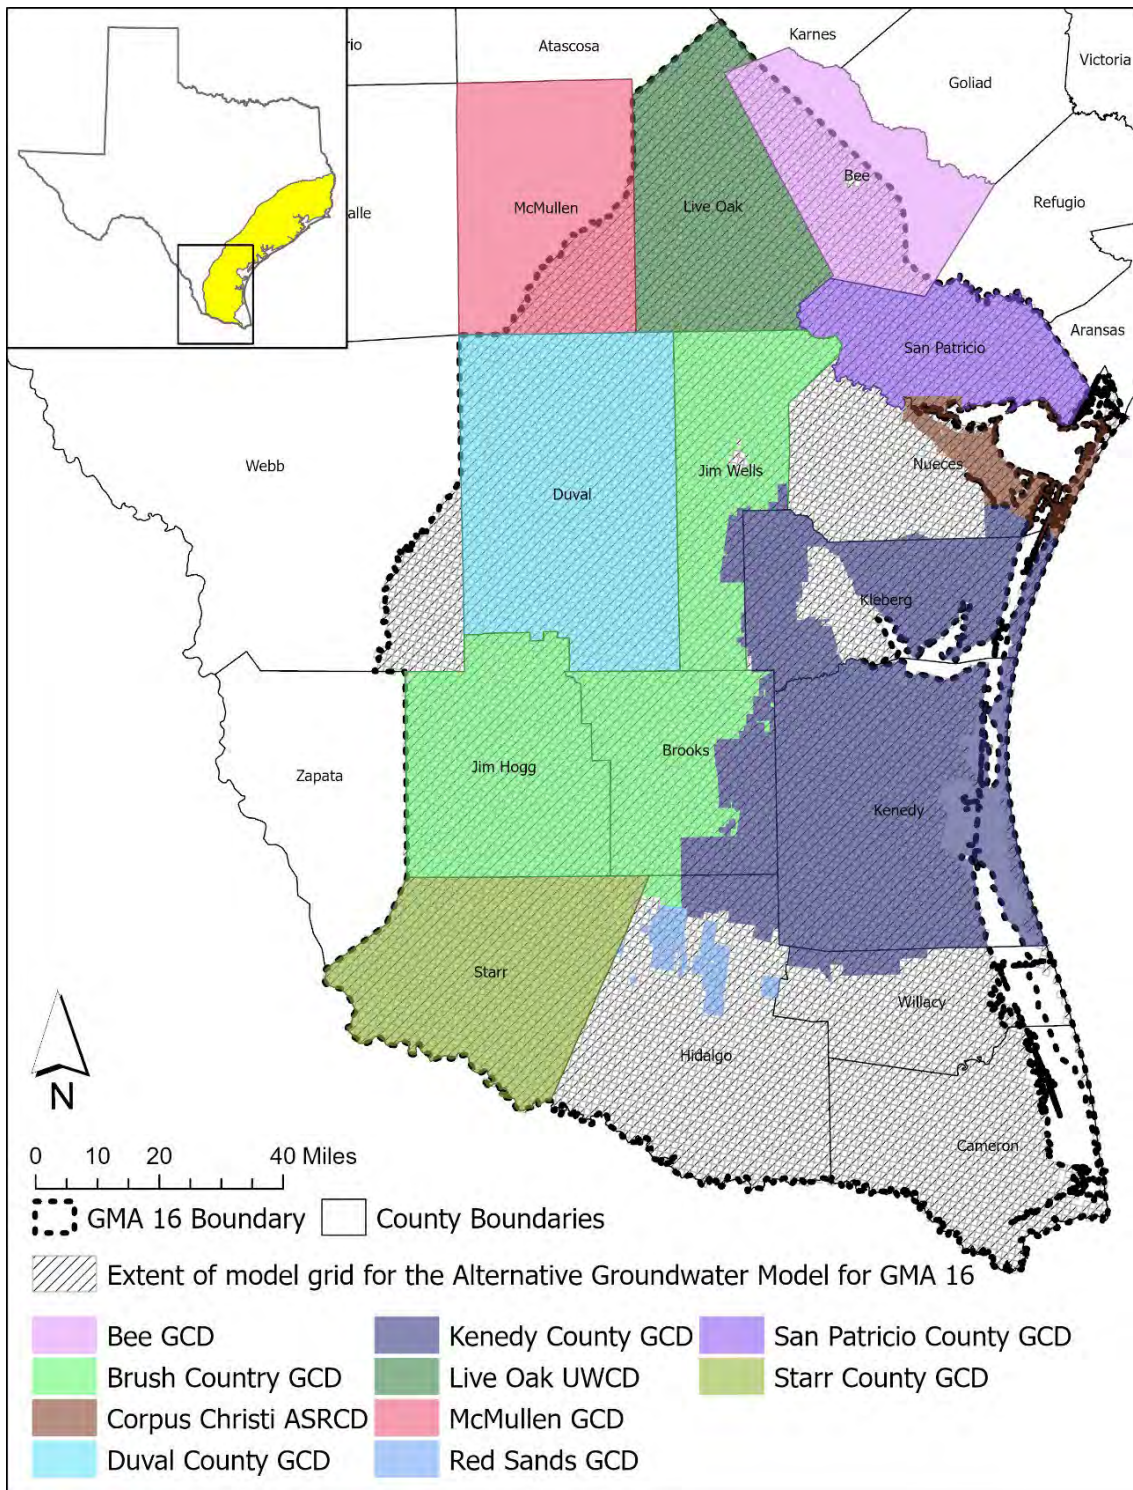 Atascosa
Karnes
Victoria
rio
Goliad
Bee
Refugio
McMullen
Live Oak
alle
Aransas
San Patricio
Webb
Nueces
Jim Wells
Duval
Kleberg
Brooks
Jim Hogg
Zapata
Kenedy
Starr
Willacy
Hidalgo
N
Cameron
0 10 20 40 Miles
GMA 16 Boundary County Boundaries
Extent of model grid for the Alternative Groundwater Model for GMA 16
Bee GCD Kenedy County GCD San Patricio County GCD
Brush Country GCD Live Oak UWCD Starr County GCD
Corpus Christi ASRCD McMullen GCD
Duval County GCD Red Sands GCD